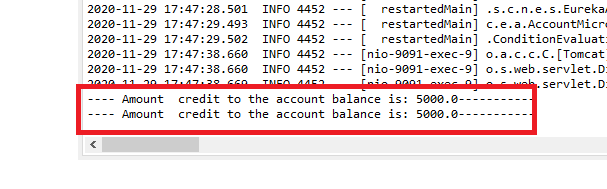 2020-11-29 17:47:28.501  INFO 4452 --- [  restartedMain] .s.c.n.e.s.EurekaA
2020-11-29 17:47:29.493  INFO 4452 --- [  restartedMain] c.e.a.AccountMicr
2020-11-29 17:47:29.502  INFO 4452 --- [  restartedMain] .ConditionEvaluati
2020-11-29 17:47:38.660  INFO 4452 --- [nio-9091-exec-9] o.a.c.c.C.[Tomcat]
2020-11-29 17:47:38.660  INFO 4452 --- [nio-9091-exec-9] o.s.web.servlet.Di
2020-11-29 17:47:38.669  INFO 4452 --- [nio-9091-exec-9] o.s.web.servlet.Di
---- Amount  credit to the account balance is: 5000.0-----------
---- Amount  credit to the account balance is: 5000.0-----------